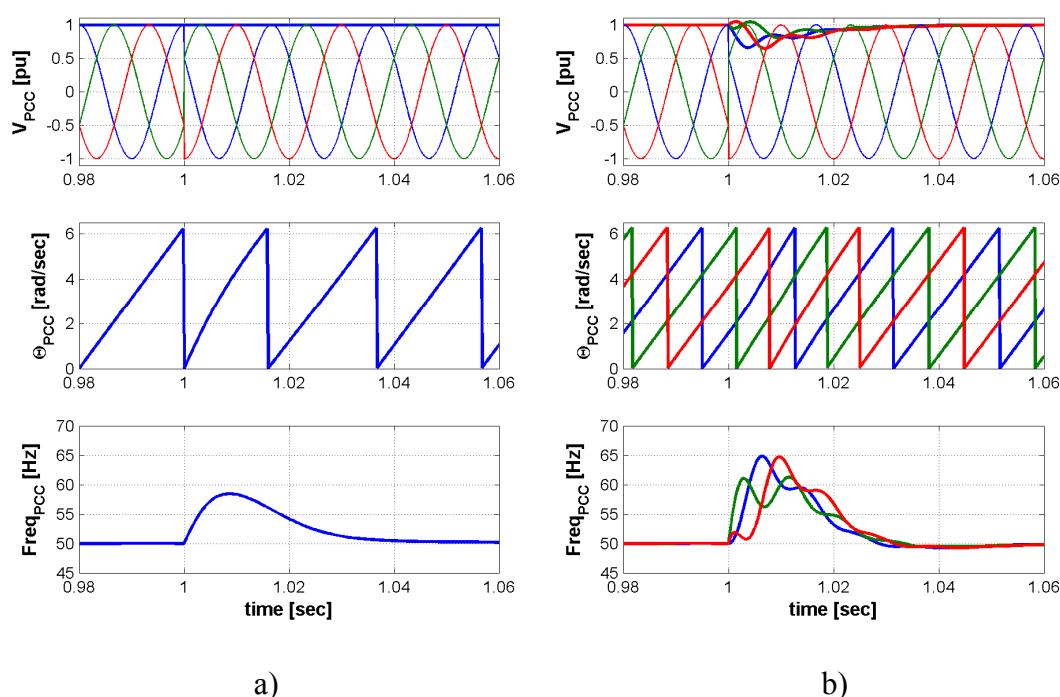 V_PCC [pu]
1
0.5
0
-0.5
-1
0.98 1 1.02 1.04 1.06
V_PCC [pu]
1
0.5
0
-0.5
-1
0.98 1 1.02 1.04 1.06
Θ_PCC [rad/sec]
6
4
2
0
0.98 1 1.02 1.04 1.06
Θ_PCC [rad/sec]
6
4
2
0
0.98 1 1.02 1.04 1.06
Freq_PCC [Hz]
70
65
60
55
50
45
0.98 1 1.02 1.04 1.06
time [sec]
Freq_PCC [Hz]
70
65
60
55
50
45
0.98 1 1.02 1.04 1.06
time [sec]
a)
b)